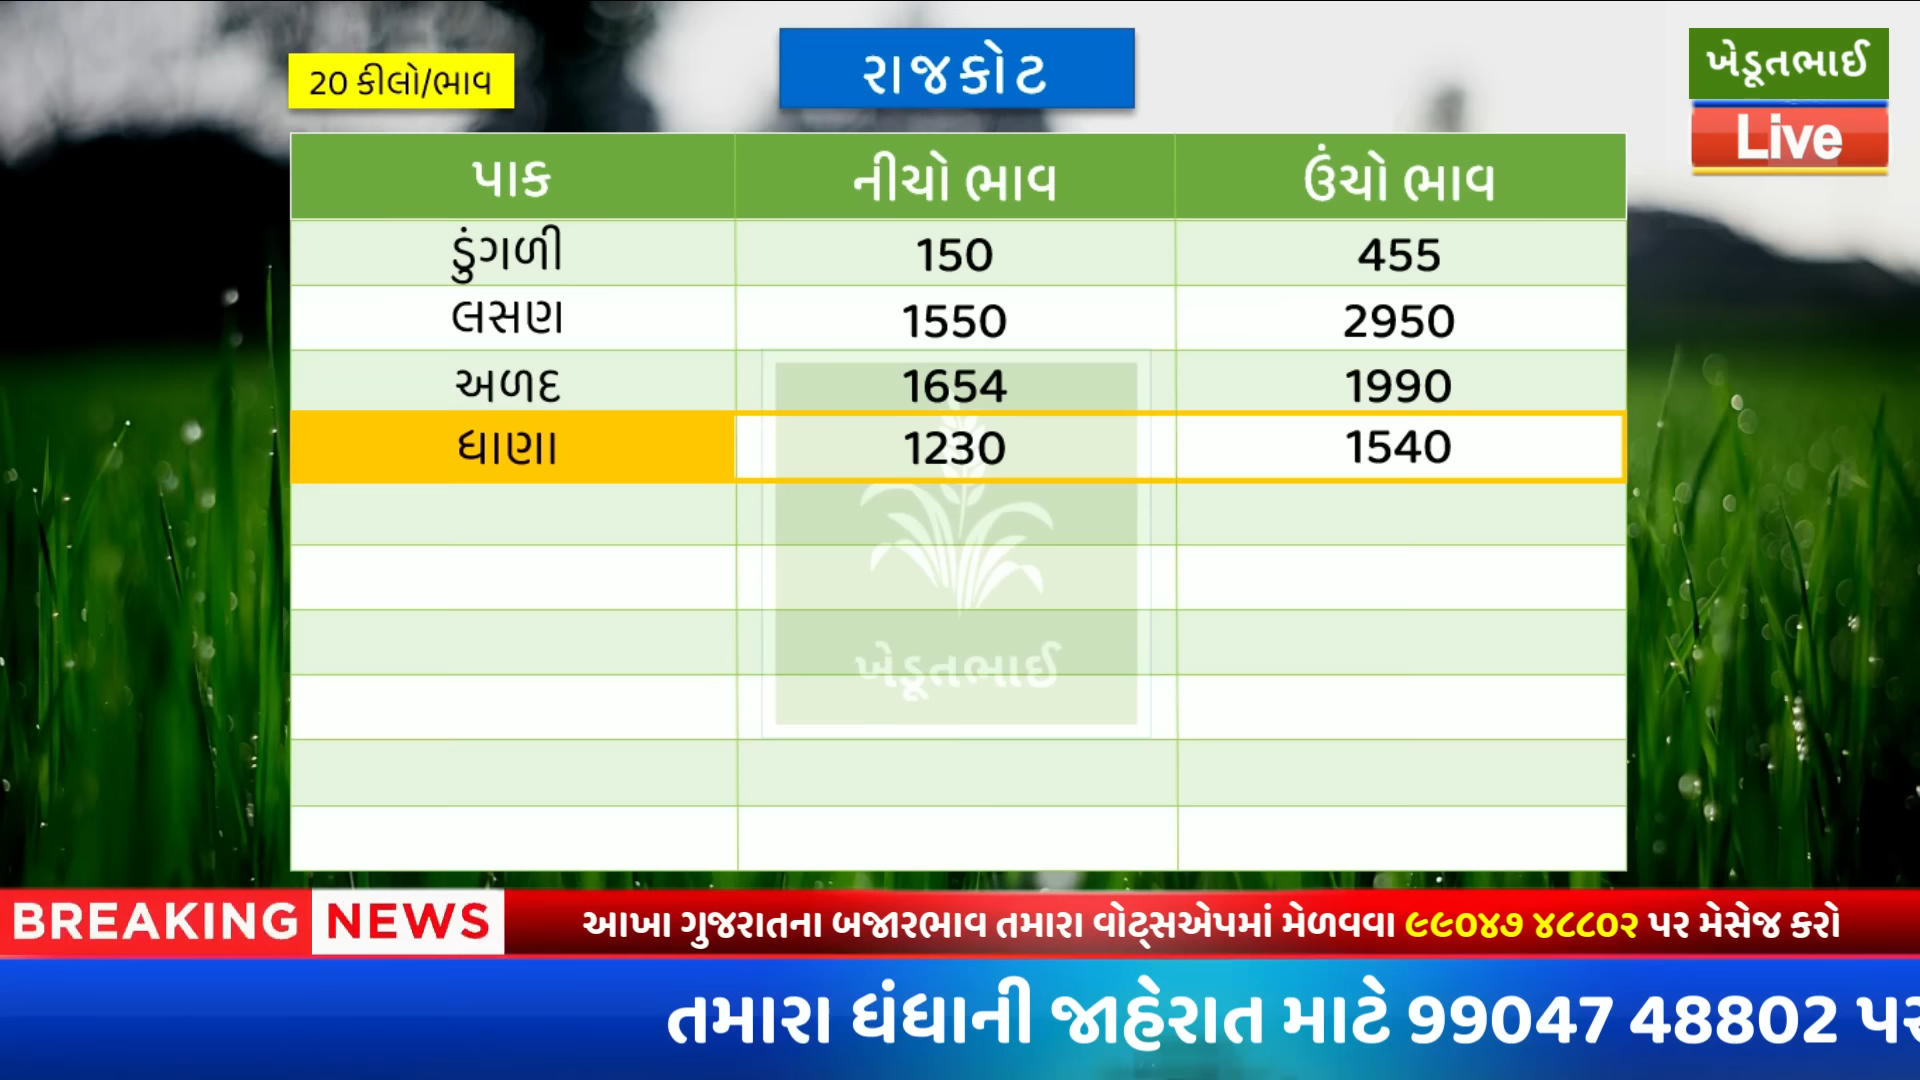 20 કીલો/ભાવ
રાજકોટ
ખેડૂતભાઈ
Live
પાક નીચો ભાવ ઉંચો ભાવ
ડુંગળી 150 455
લસણ 1550 2950
અળદ 1654 1990
ધાણા 1230 1540
ખેડૂતભાઈ
BREAKING NEWS આખા ગુજરાતના બજારભાવ તમારા વોટ્સએપમાં મેળવવા ૯૯૦૪૭ ૪૮૮૦૨ પર મેસેજ કરો
તમારા ધંધાની જાહેરાત માટે 99047 48802